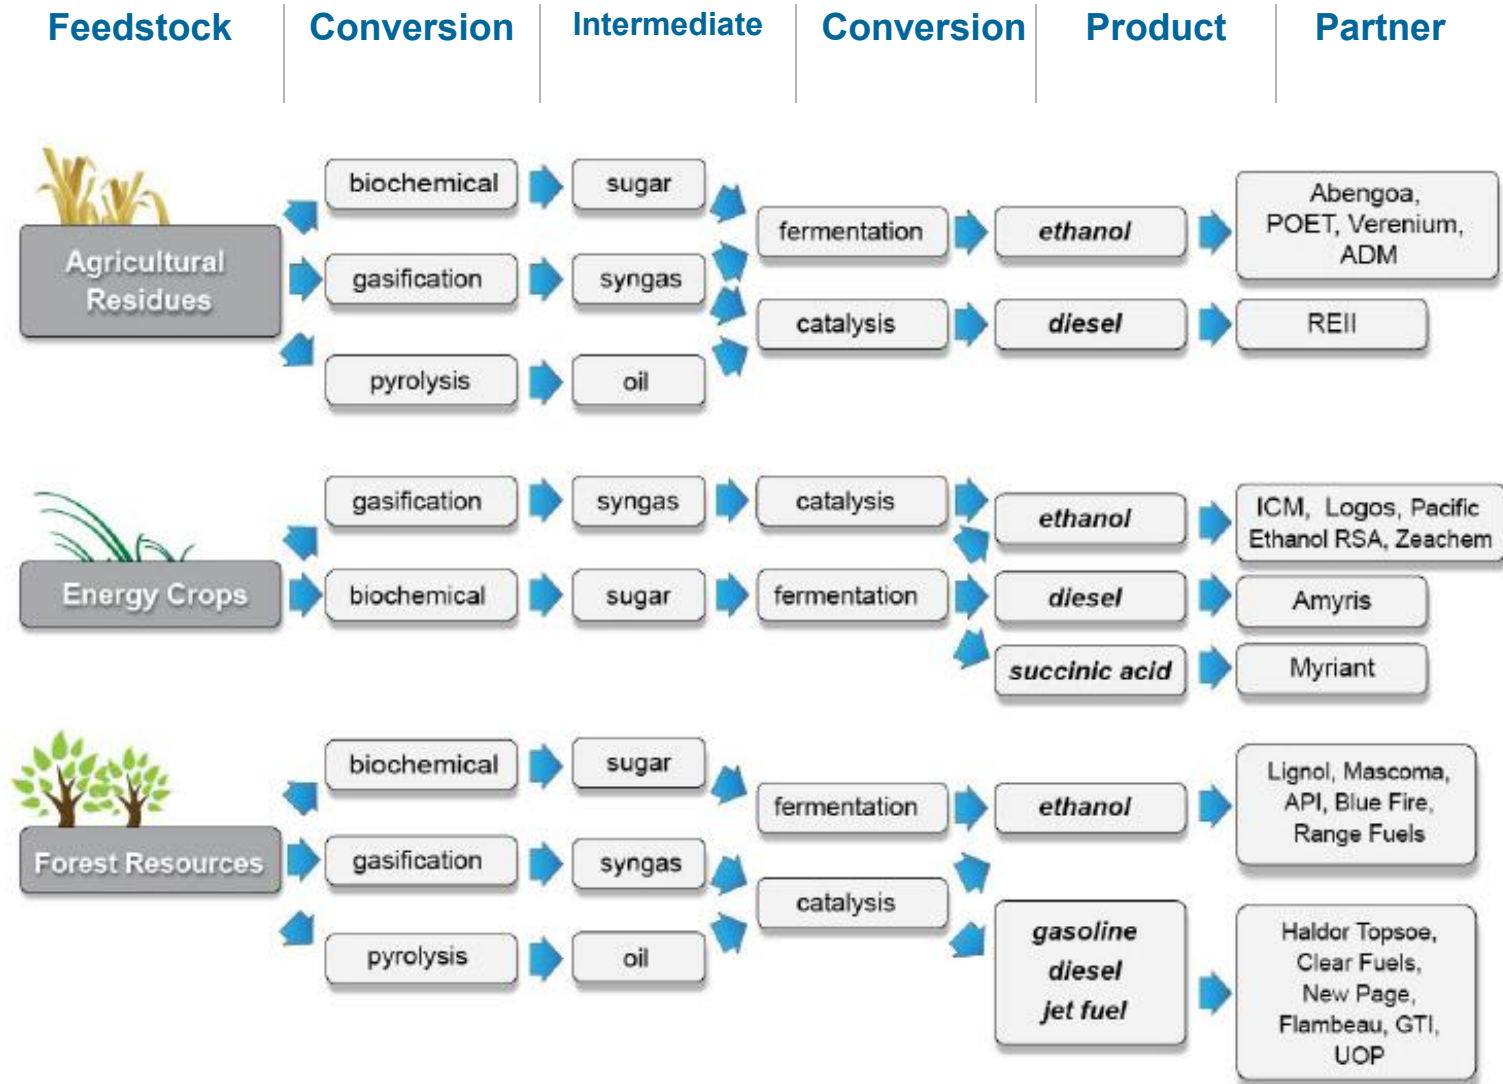 Feedstock
Conversion
Intermediate
Conversion
Product
Partner
Agricultural
Residues
biochemical
sugar
gasification
syngas
pyrolysis
oil
fermentation
catalysis
ethanol
diesel
Abengoa,
POET, Verenium,
ADM
REII
Energy Crops
gasification
syngas
catalysis
biochemical
sugar
fermentation
ethanol
diesel
succinic acid
ICM, Logos, Pacific
Ethanol RSA, Zeachem
Amyris
Myriant
Forest Resources
biochemical
sugar
gasification
syngas
pyrolysis
oil
fermentation
catalysis
ethanol
gasoline
diesel
jet fuel
Lignol, Mascoma,
API, Blue Fire,
Range Fuels
Haldor Topsoe,
Clear Fuels,
New Page,
Flambeau, GTI,
UOP